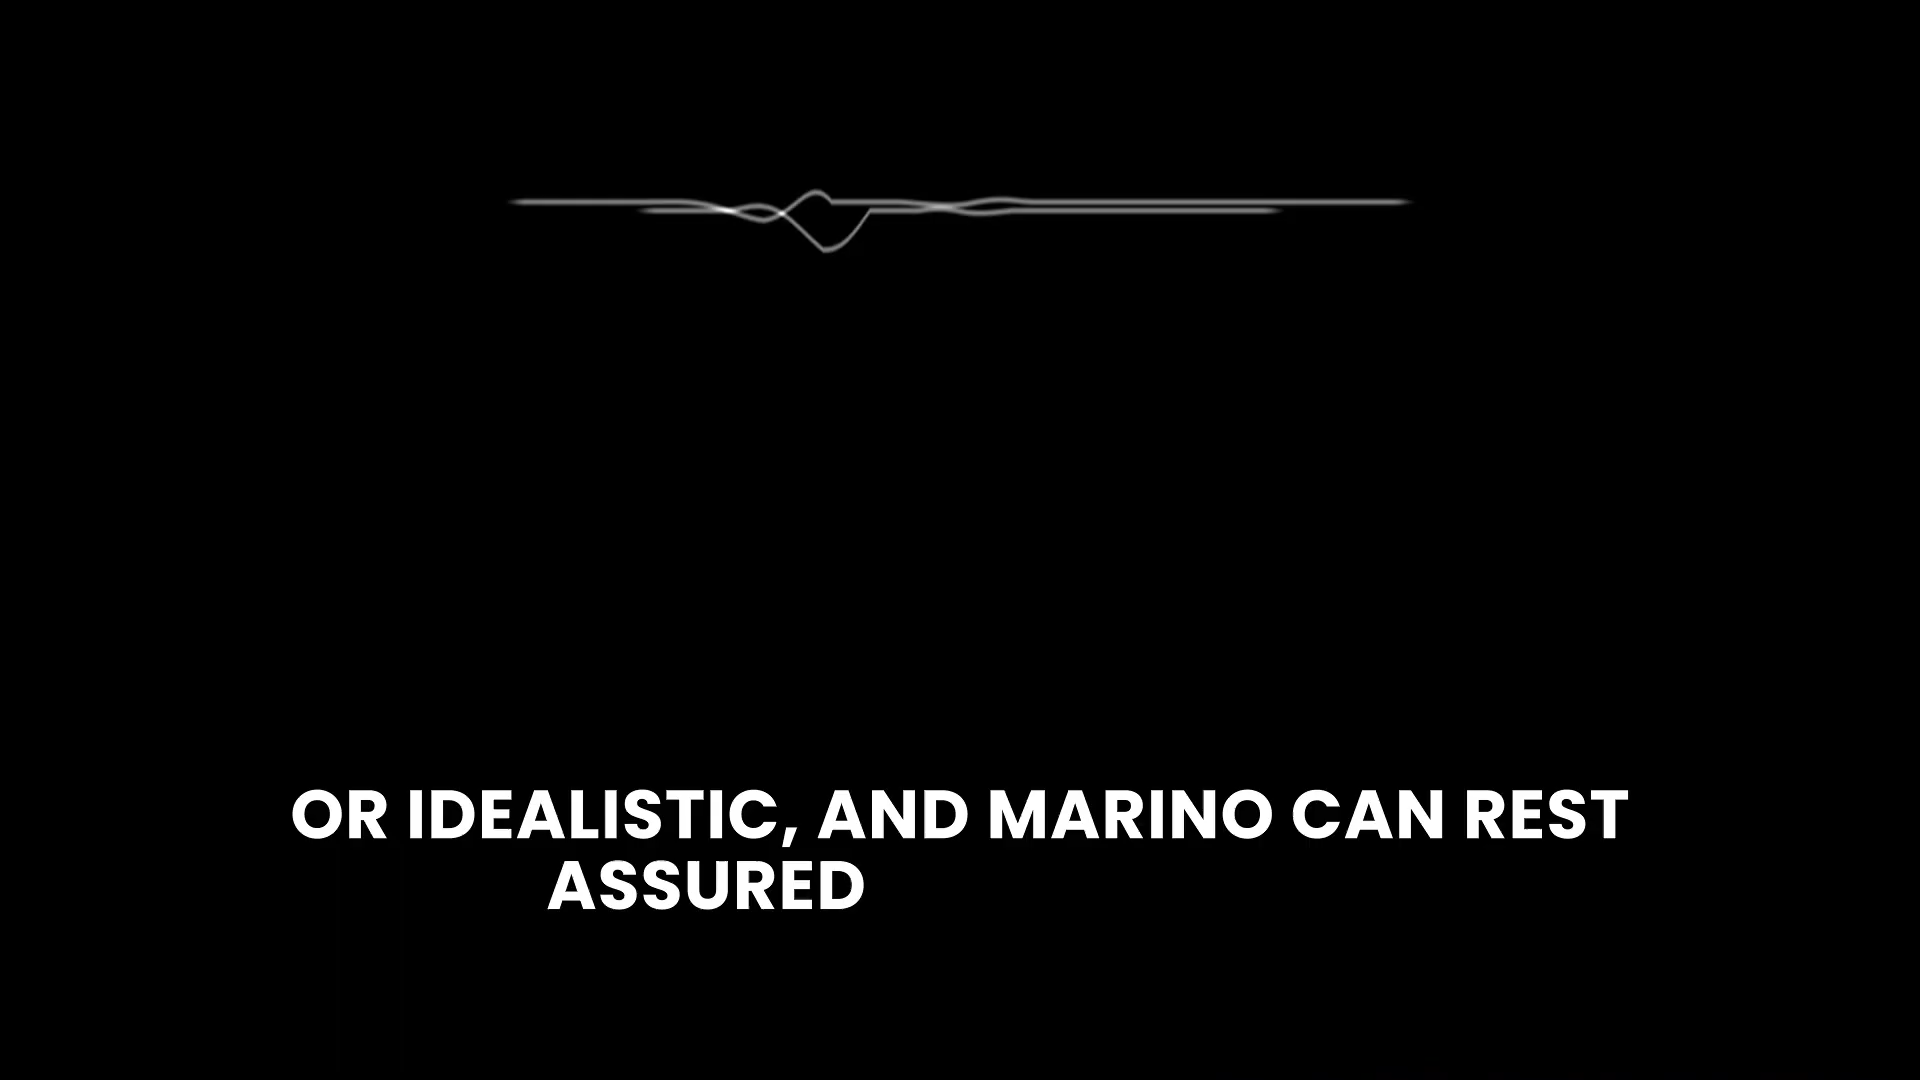 OR IDEALISTIC, AND MARINO CAN REST
ASSURED